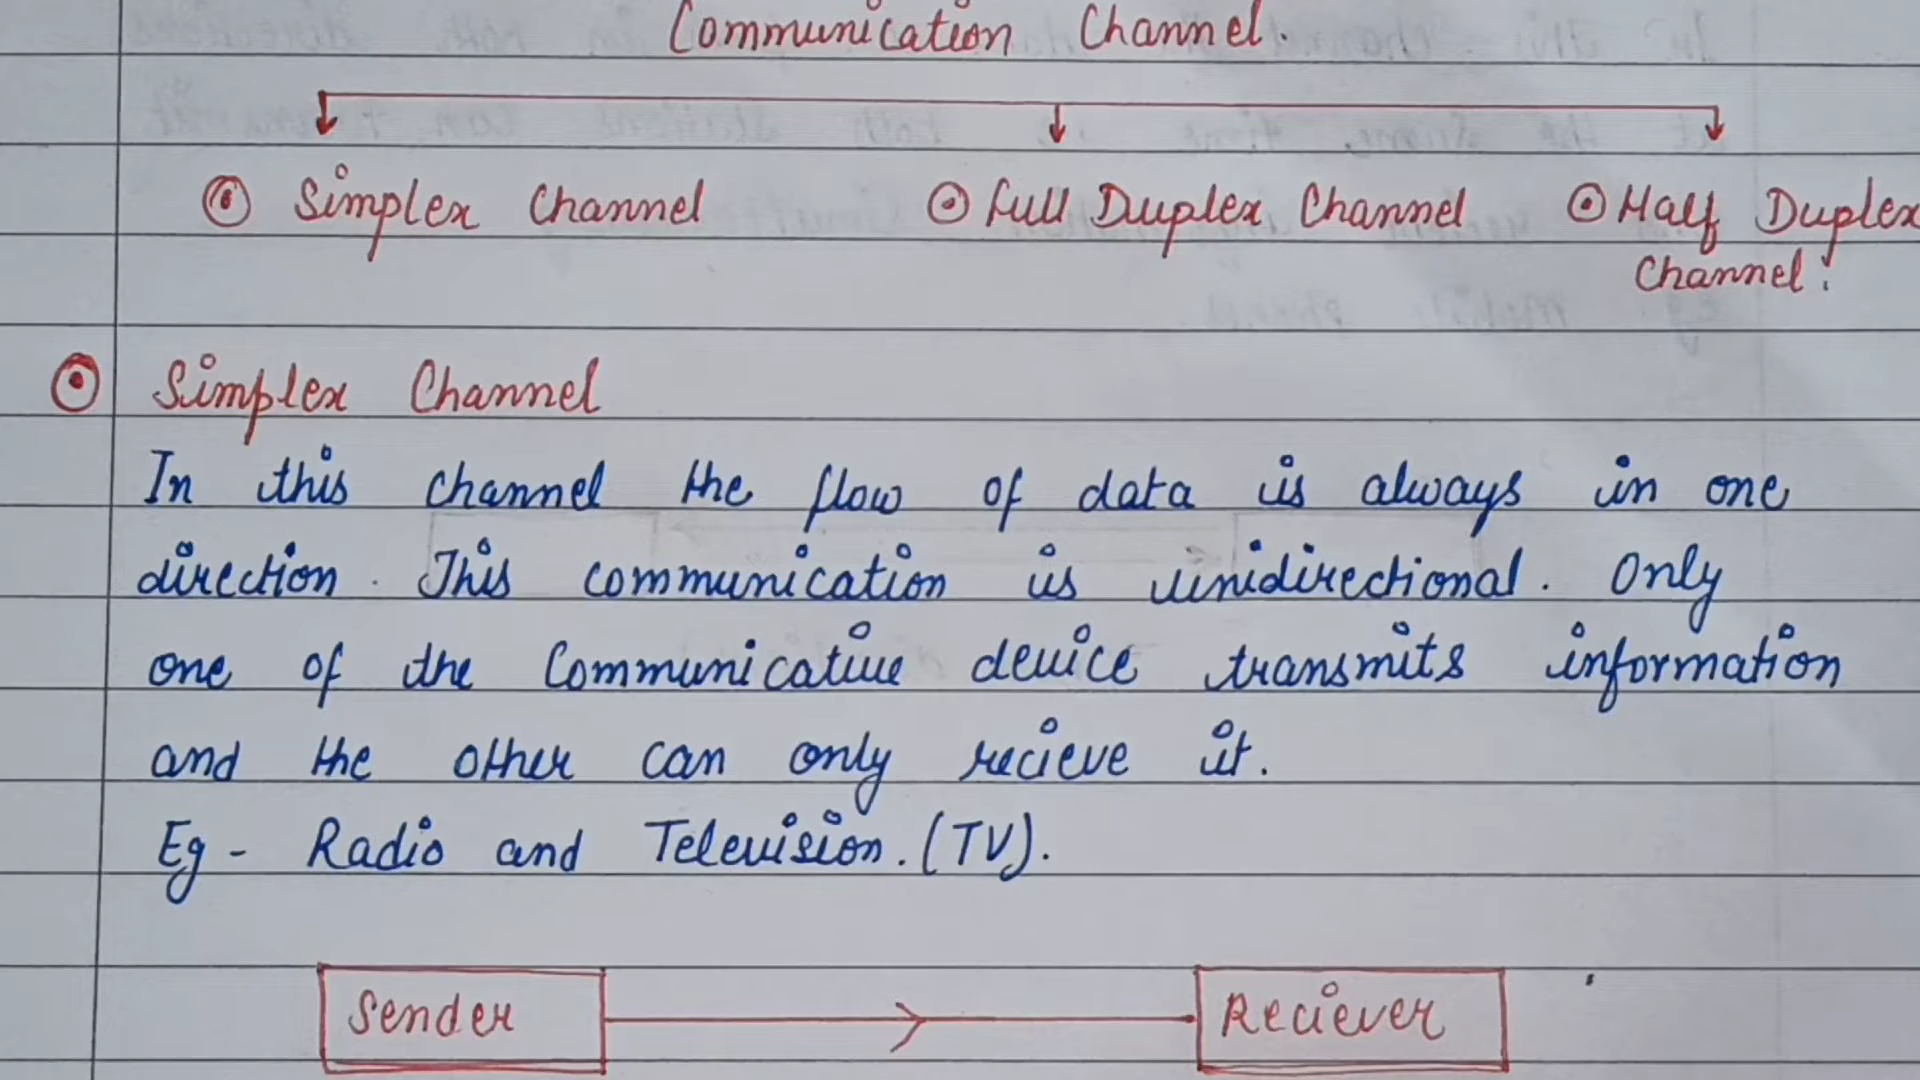 Communication Channel.
⊙ Simplex Channel ⊙ Full Duplex Channel ⊙ Half Duplex
Channel.
⊙ Simplex Channel
In this channel the flow of data is always in one
direction. This communication is unidirectional. Only
one of the Communicative device transmits information
and the other can only recieve it.
Eg - Radio and Television. (TV).
Sender Reciever